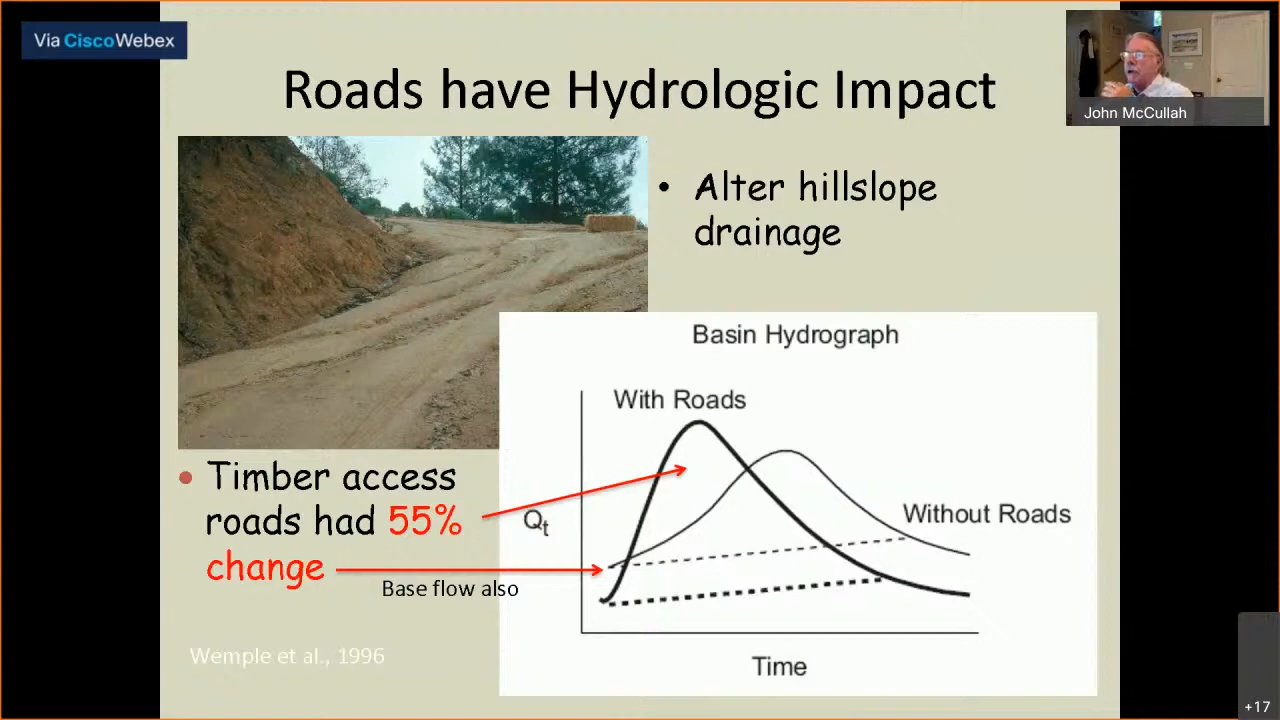 Via CiscoWebex
Roads have Hydrologic Impact
John McCullah
• Alter hillslope
drainage
Basin Hydrograph
With Roads
• Timber access
roads had 55%
change
Qt
Without Roads
Base flow also
Wemple et al., 1996
Time
+17